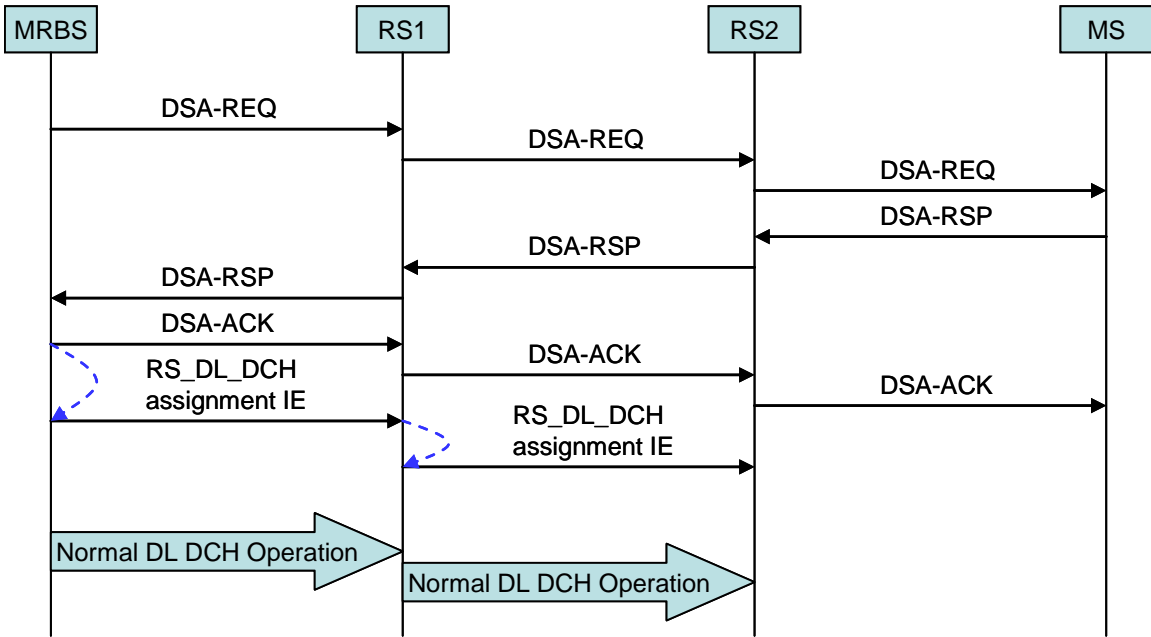 MRBS
RS1
RS2
MS
DSA-REQ
DSA-REQ
DSA-REQ
DSA-RSP
DSA-RSP
DSA-RSP
DSA-ACK
DSA-ACK
DSA-ACK
RS_DL_DCH
assignment IE
RS_DL_DCH
assignment IE
Normal DL DCH Operation
Normal DL DCH Operation